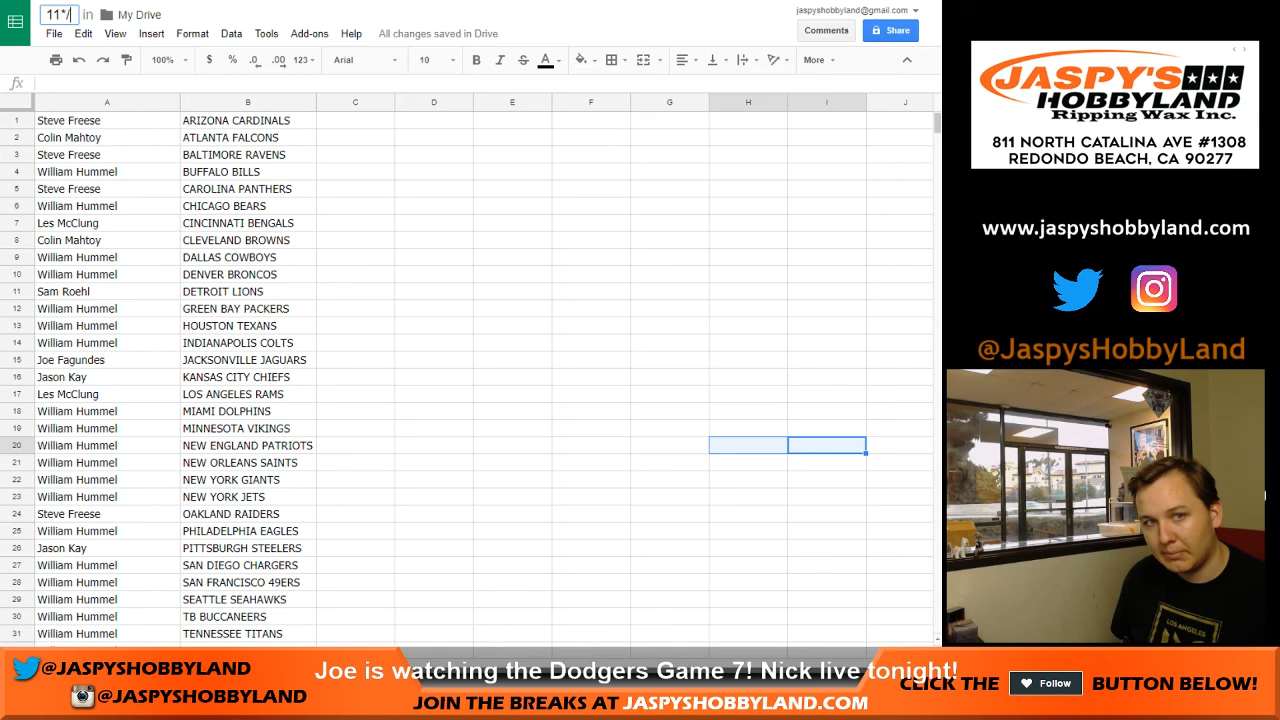 11*/
in My Drive
jaspyshobbyland@gmail.com
File Edit View Insert Format Data Tools Add-ons Help All changes saved in Drive
Comments Share
100% $ % .0 .00 123 Arial 10 B I S A More
fx
A B C D E F G H I J
1 Steve Freese ARIZONA CARDINALS
2 Colin Mahtoy ATLANTA FALCONS
3 Steve Freese BALTIMORE RAVENS
4 William Hummel BUFFALO BILLS
5 Steve Freese CAROLINA PANTHERS
6 William Hummel CHICAGO BEARS
7 Les McClung CINCINNATI BENGALS
8 Colin Mahtoy CLEVELAND BROWNS
9 William Hummel DALLAS COWBOYS
10 William Hummel DENVER BRONCOS
11 Sam Roehl DETROIT LIONS
12 William Hummel GREEN BAY PACKERS
13 William Hummel HOUSTON TEXANS
14 William Hummel INDIANAPOLIS COLTS
15 Joe Fagundes JACKSONVILLE JAGUARS
16 Jason Kay KANSAS CITY CHIEFS
17 Les McClung LOS ANGELES RAMS
18 William Hummel MIAMI DOLPHINS
19 William Hummel MINNESOTA VIKINGS
20 William Hummel NEW ENGLAND PATRIOTS
21 William Hummel NEW ORLEANS SAINTS
22 William Hummel NEW YORK GIANTS
23 William Hummel NEW YORK JETS
24 Steve Freese OAKLAND RAIDERS
25 William Hummel PHILADELPHIA EAGLES
26 Jason Kay PITTSBURGH STEELERS
27 William Hummel SAN DIEGO CHARGERS
28 William Hummel SAN FRANCISCO 49ERS
29 William Hummel SEATTLE SEAHAWKS
30 William Hummel TB BUCCANEERS
31 William Hummel TENNESSEE TITANS
JASPY'S
HOBBYLAND
Ripping Wax Inc.
811 NORTH CATALINA AVE #1308
REDONDO BEACH, CA 90277
www.jaspyshobbyland.com
@JaspysHobbyLand
LOS ANGELES
@JASPYHOBBYLAND
@JASPYSHOBBYLAND
Joe is watching the Dodgers Game 7! Nick live tonight!
JOIN THE BREAKS AT JASPYSHOBBYLAND.COM
CLICK THE Follow BUTTON BELOW!